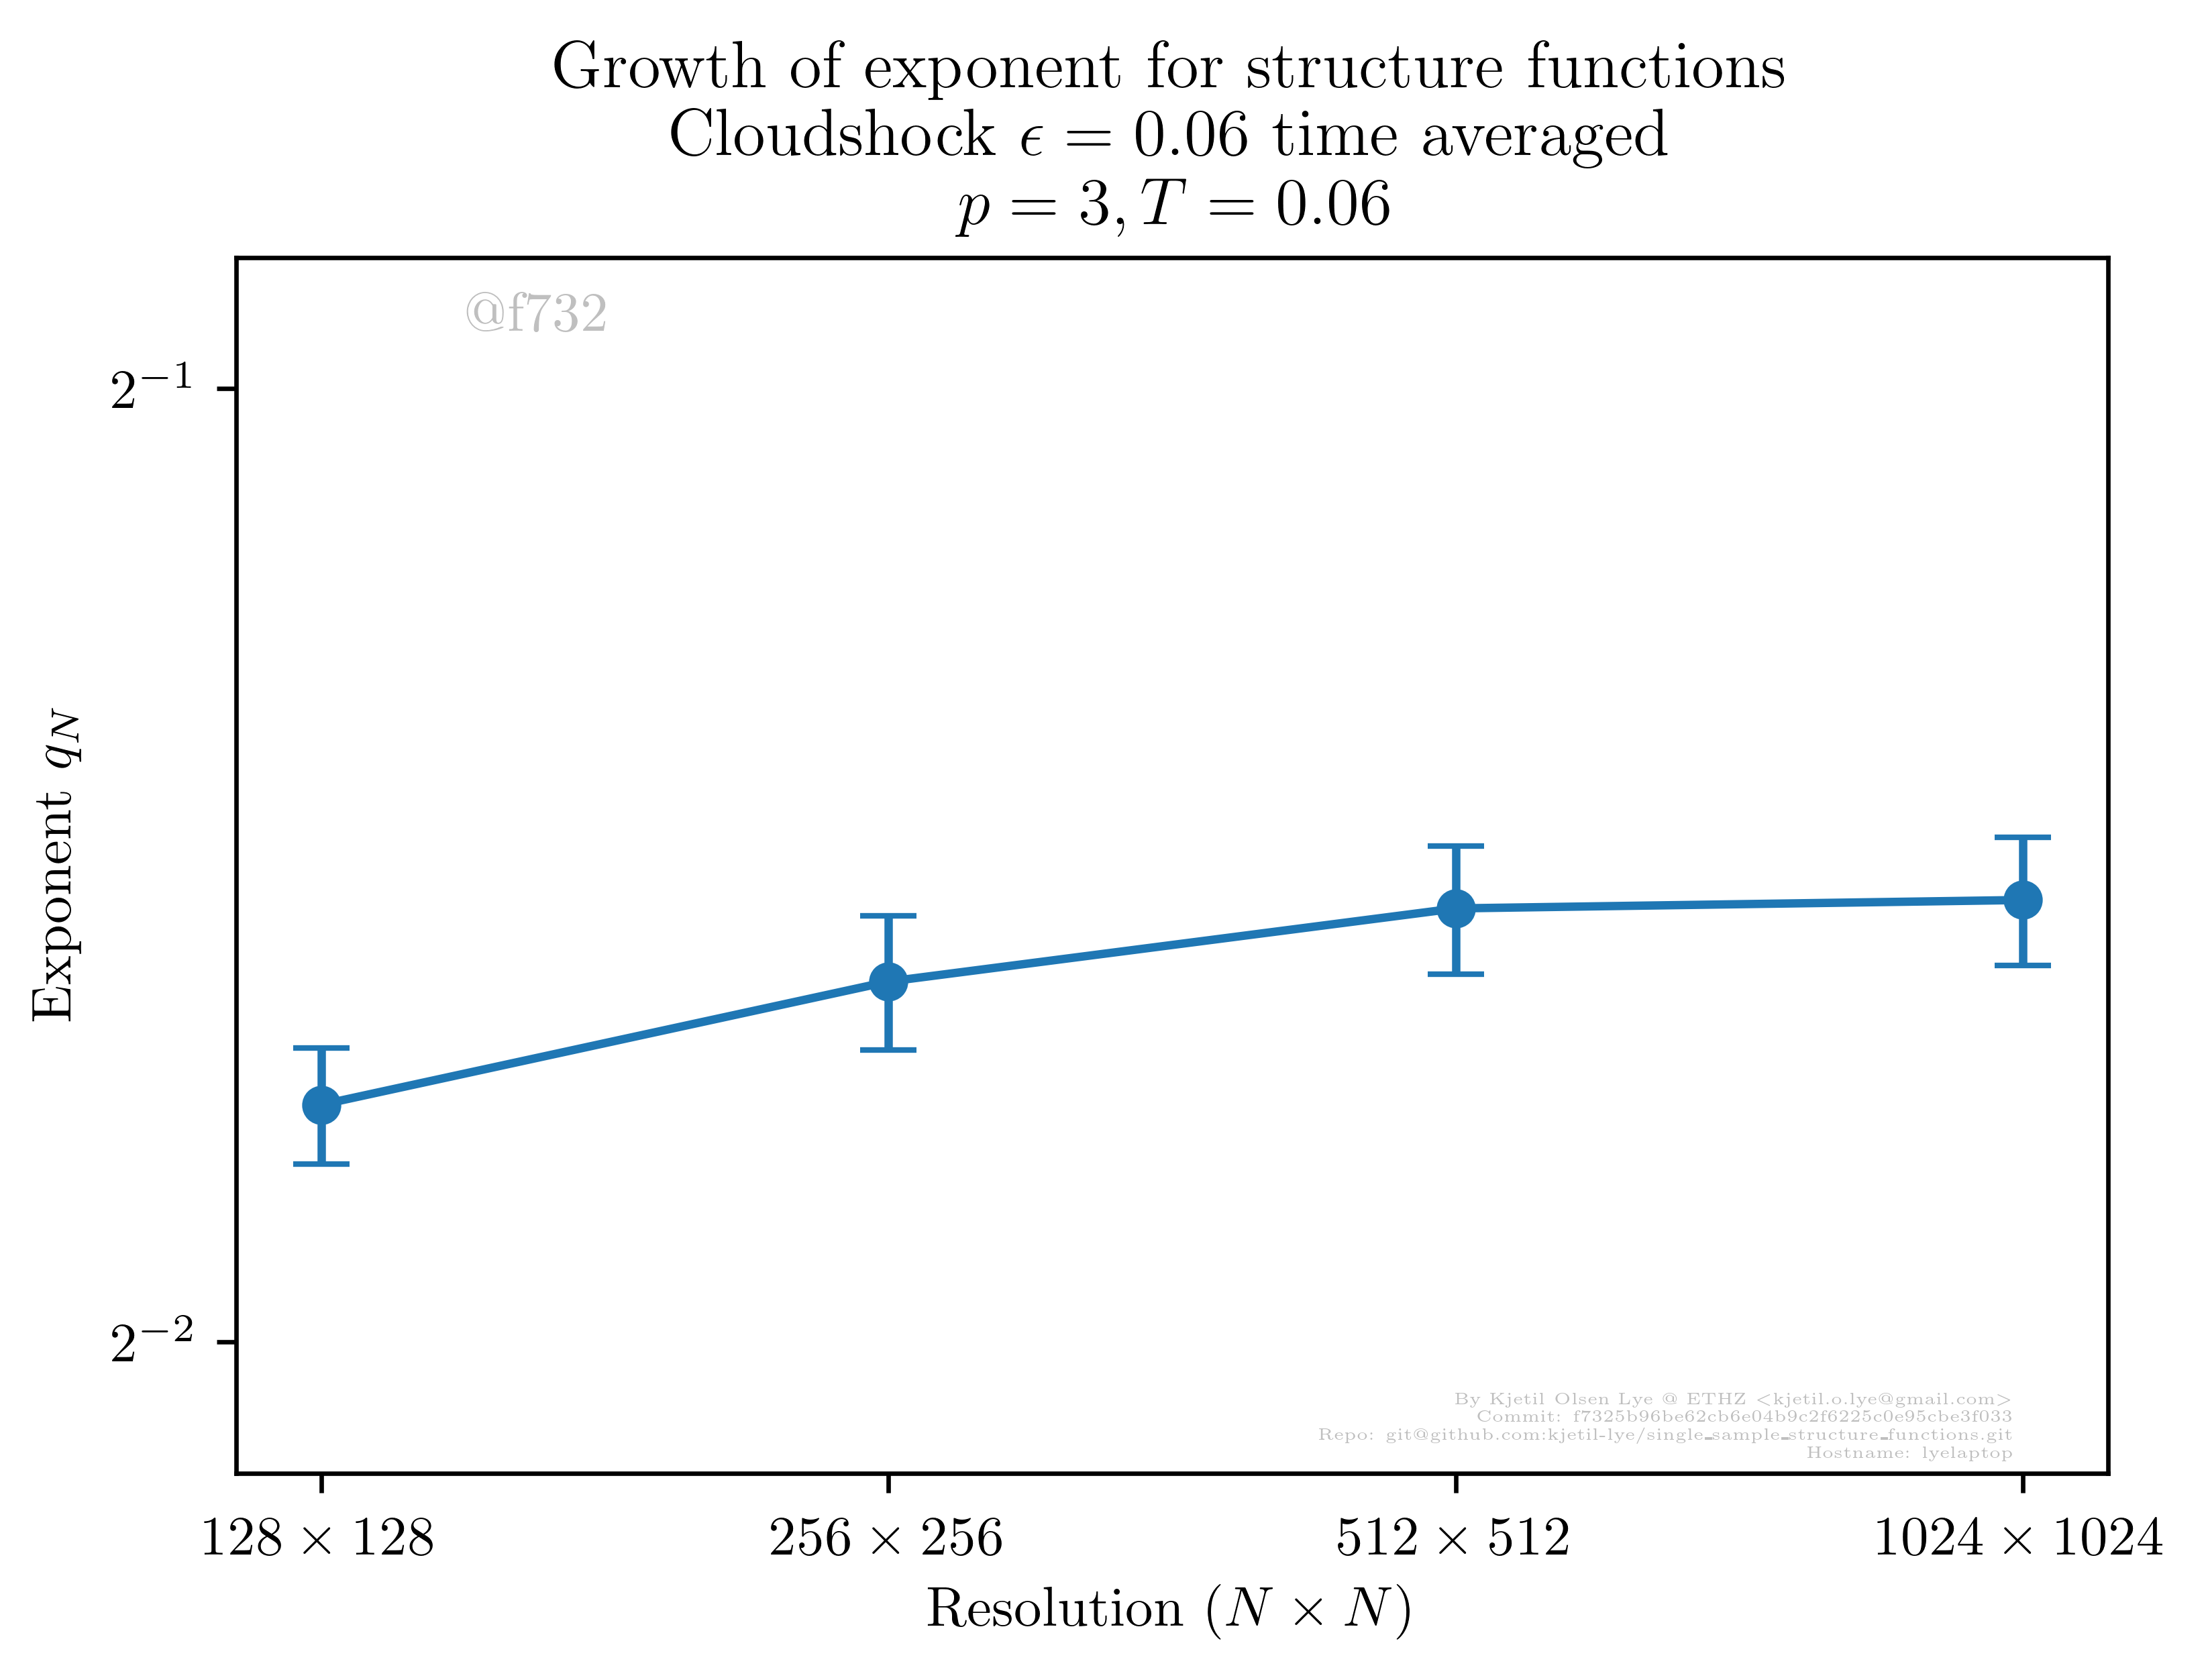 Growth of exponent for structure functions
Cloudshock ϵ = 0.06 time averaged
p = 3, T = 0.06
@f732
2⁻¹
Exponent q_N
2⁻²
By Kjetil Olsen Lye @ ETHZ <kjetil.o.lye@gmail.com>
Commit: f7325b96be62cb6e04b9c2f6225c0e95cbe3f033
Repo: git@github.com:kjetil-lye/single_sample_structure_functions.git
Hostname: lyelaptop
128 × 128
256 × 256
512 × 512
1024 × 1024
Resolution (N × N)